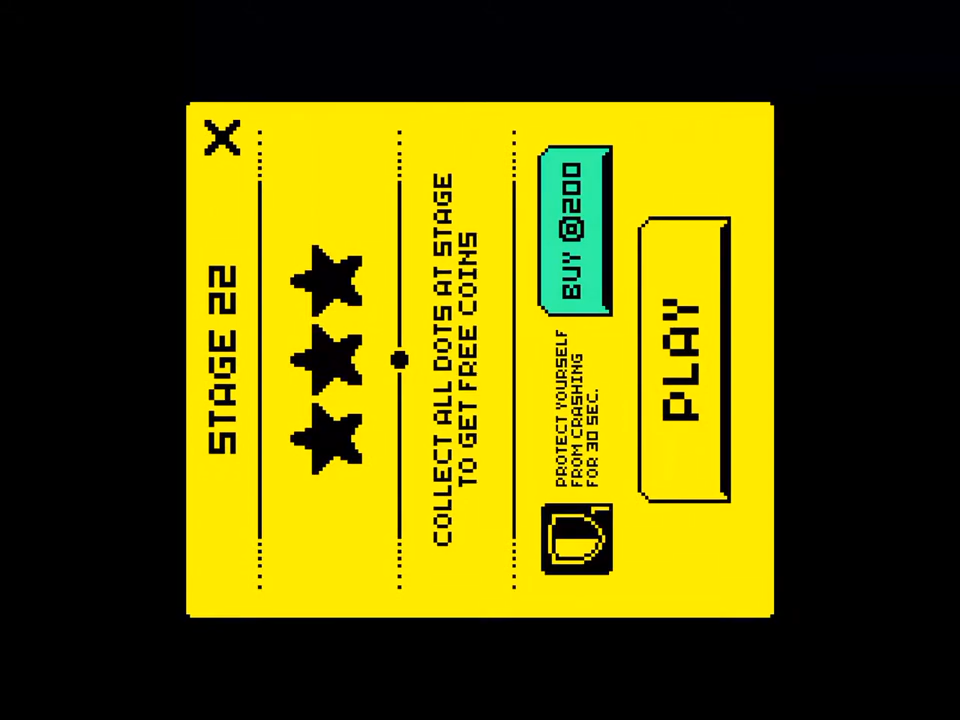 STAGE 22
COLLECT ALL DOTS AT STAGE
TO GET FREE COINS
PROTECT YOURSELF
FROM CRASHING
FOR 30 SEC.
BUY 200
PLAY